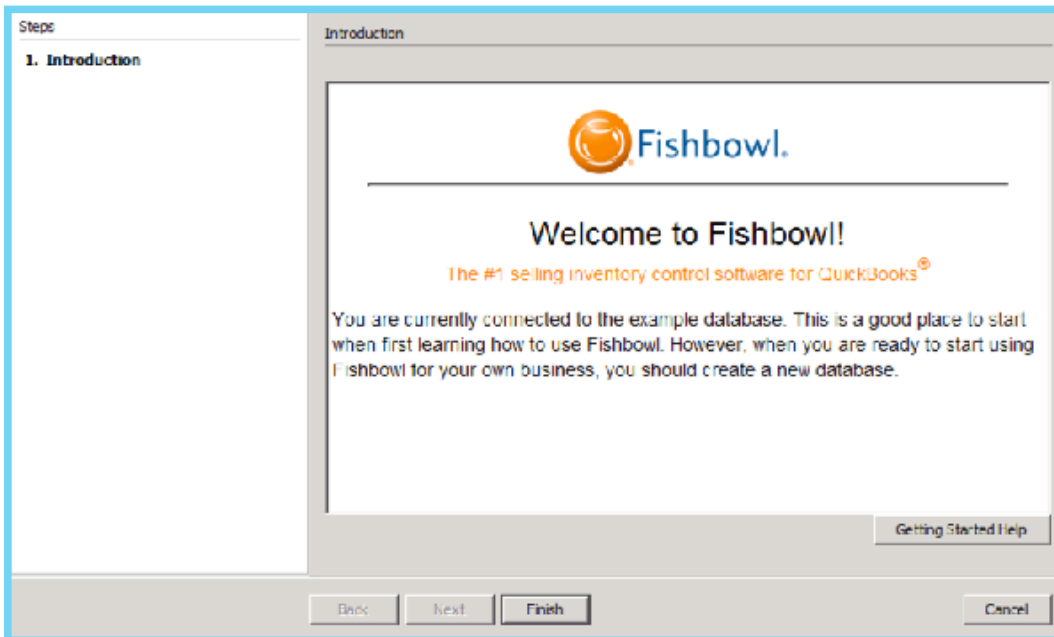 Steps
1. Introduction
Introduction
Fishbowl.
Welcome to Fishbowl!
The #1 selling inventory control software for QuickBooks®
You are currently connected to the example database. This is a good place to start
when first learning how to use Fishbowl. However, when you are ready to start using
Fishbowl for your own business, you should create a new database.
Getting Started Help
Back Next Finish Cancel